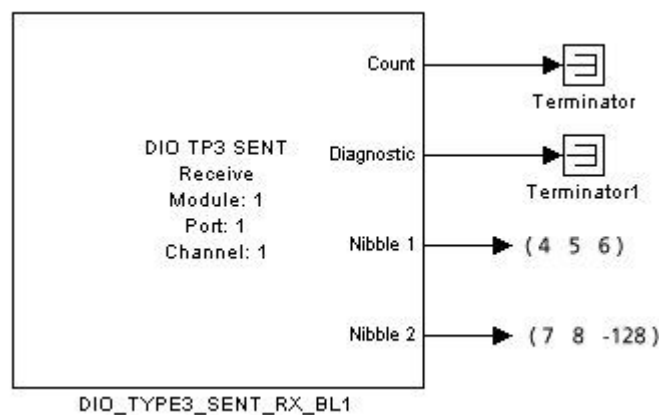 Count
Terminator
DIO TP3 SENT
Receive
Module: 1
Port: 1
Channel: 1
Diagnostic
Terminator1
Nibble 1
(4 5 6)
Nibble 2
(7 8 -128)
DIO_TYPE3_SENT_RX_BL1